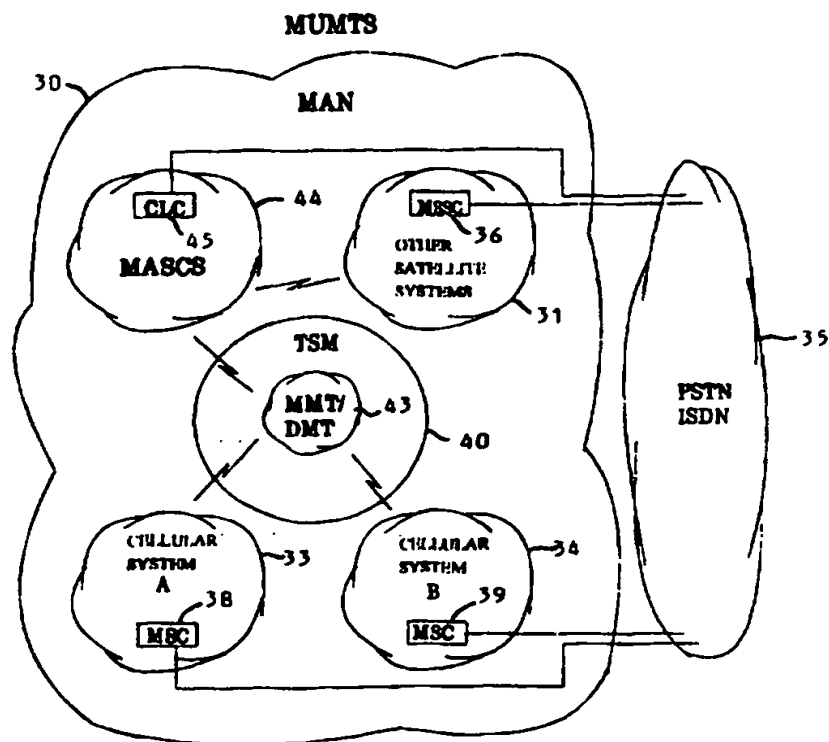 MUMTS
30
MAN
CLC
45
44
MASCS
MSSC
36
OTHER
SATELLITE
SYSTEMS
31
TSM
MMT/
DMT
43
40
35
PSTN
ISDN
CELLULAR
SYSTEM
A
33
38
MSC
CELLULAR
SYSTEM
B
34
39
MSC